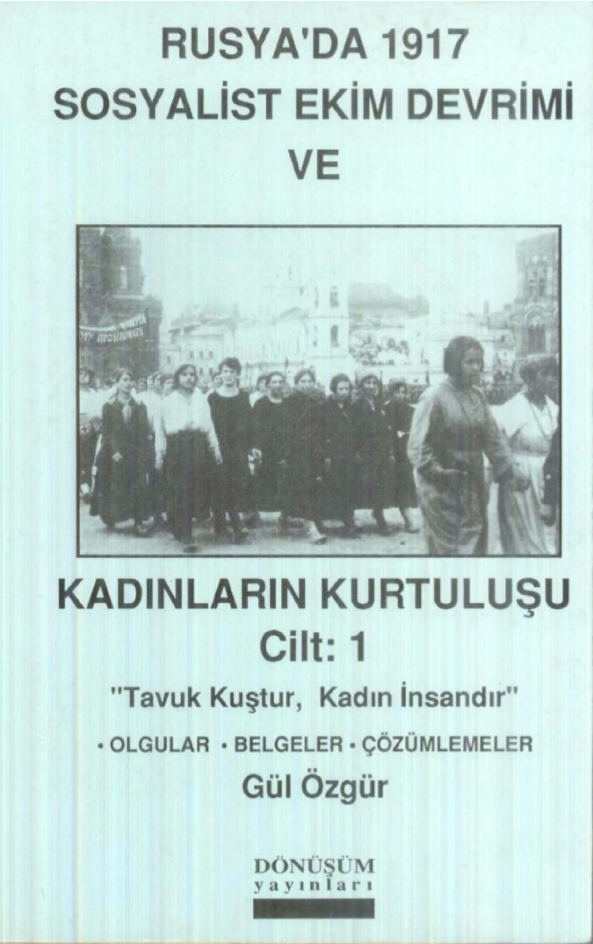 RUSYA'DA 1917
SOSYALİST EKİM DEVRİMİ
VE
KADINLARIN KURTULUŞU
Cilt: 1
"Tavuk Kuştur, Kadın İnsandır"
• OLGULAR • BELGELER • ÇÖZÜMLEMELER
Gül Özgür
DÖNÜŞÜM
yayınları